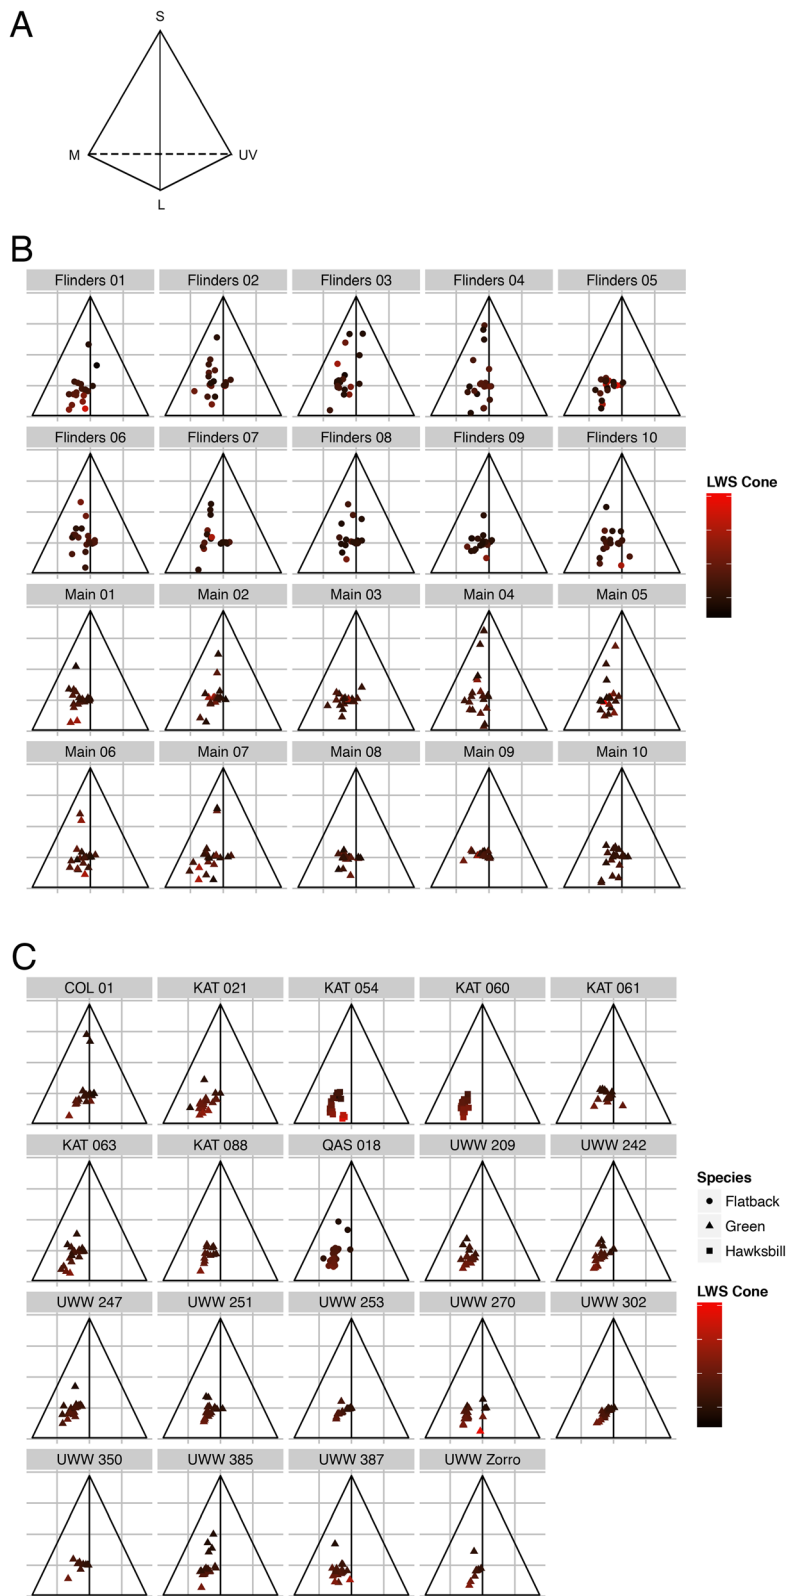 A
S
M
UV
L
B
Flinders 01
Flinders 02
Flinders 03
Flinders 04
Flinders 05
Flinders 06
Flinders 07
Flinders 08
Flinders 09
Flinders 10
LWS Cone
Main 01
Main 02
Main 03
Main 04
Main 05
Main 06
Main 07
Main 08
Main 09
Main 10
C
COL 01
KAT 021
KAT 054
KAT 060
KAT 061
KAT 063
KAT 088
QAS 018
UWW 209
UWW 242
Species
Flatback
Green
Hawksbill
LWS Cone
UWW 247
UWW 251
UWW 253
UWW 270
UWW 302
UWW 350
UWW 385
UWW 387
UWW Zorro